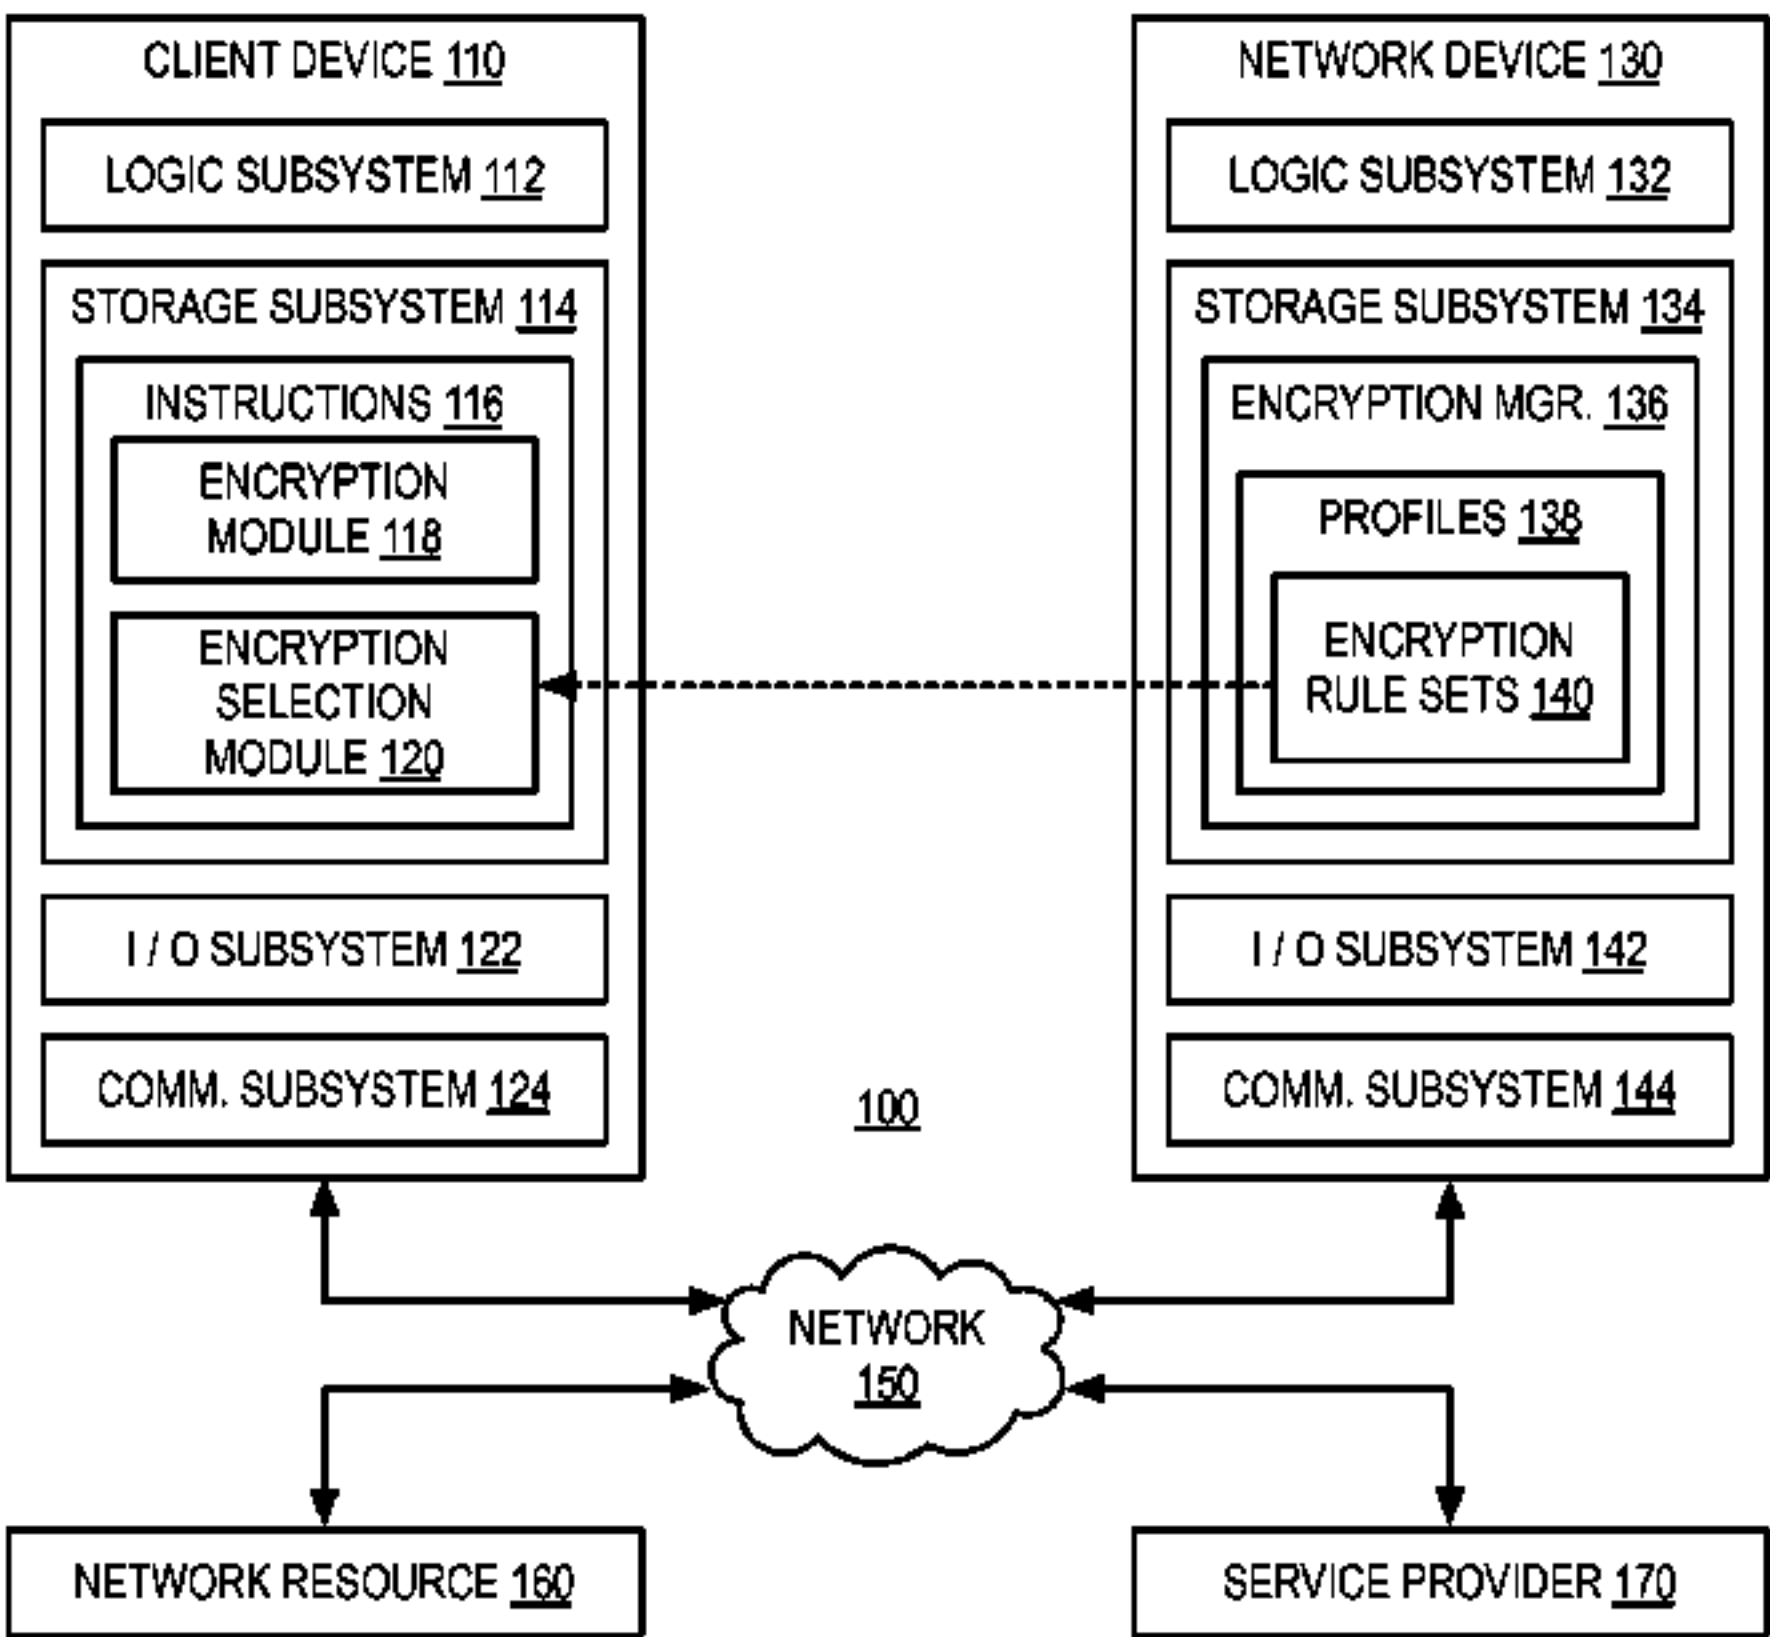 CLIENT DEVICE 110
LOGIC SUBSYSTEM 112
STORAGE SUBSYSTEM 114
INSTRUCTIONS 116
ENCRYPTION
MODULE 118
ENCRYPTION
SELECTION
MODULE 120
I / O SUBSYSTEM 122
COMM. SUBSYSTEM 124
NETWORK DEVICE 130
LOGIC SUBSYSTEM 132
STORAGE SUBSYSTEM 134
ENCRYPTION MGR. 136
PROFILES 138
ENCRYPTION
RULE SETS 140
I / O SUBSYSTEM 142
COMM. SUBSYSTEM 144
100
NETWORK
150
NETWORK RESOURCE 160
SERVICE PROVIDER 170